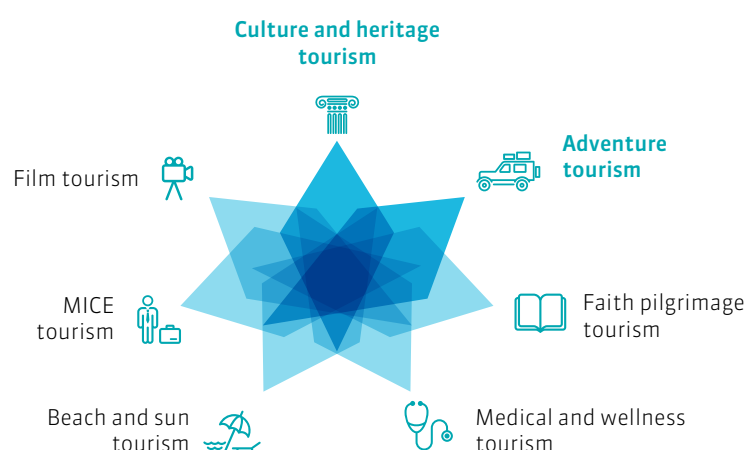 Culture and heritage
tourism
Adventure
tourism
Film tourism
Faith pilgrimage
tourism
MICE
tourism
Beach and sun
tourism
Medical and wellness
tourism